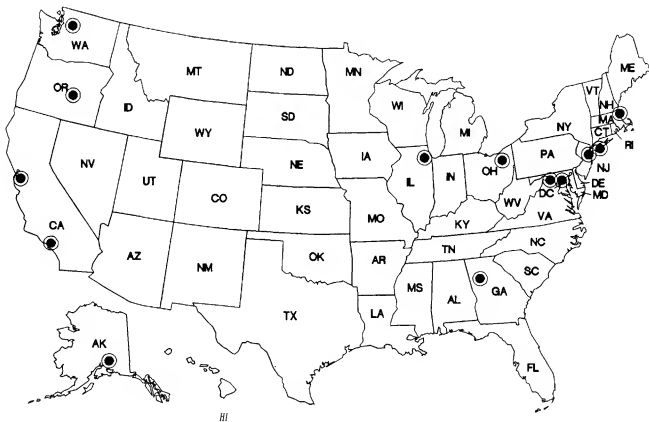 WA
MT
ND
MN
ME
VT
NH
OR
ID
SD
WI
MI
NY
MA
CT
RI
WY
IA
PA
NJ
NE
OH
NV
UT
IL
IN
DE
DC
MD
CO
WV
CA
KS
MO
KY
VA
TN
NC
AZ
NM
OK
AR
SC
MS
AL
GA
TX
LA
AK
FL
HI